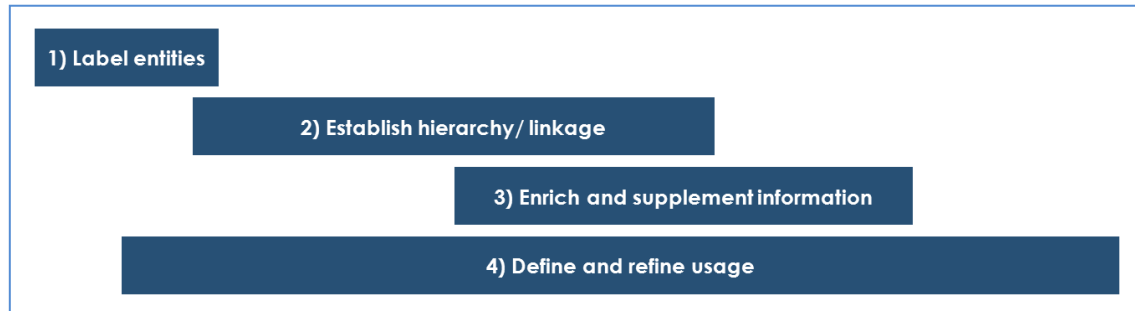 1) Label entities
2) Establish hierarchy/ linkage
3) Enrich and supplement information
4) Define and refine usage